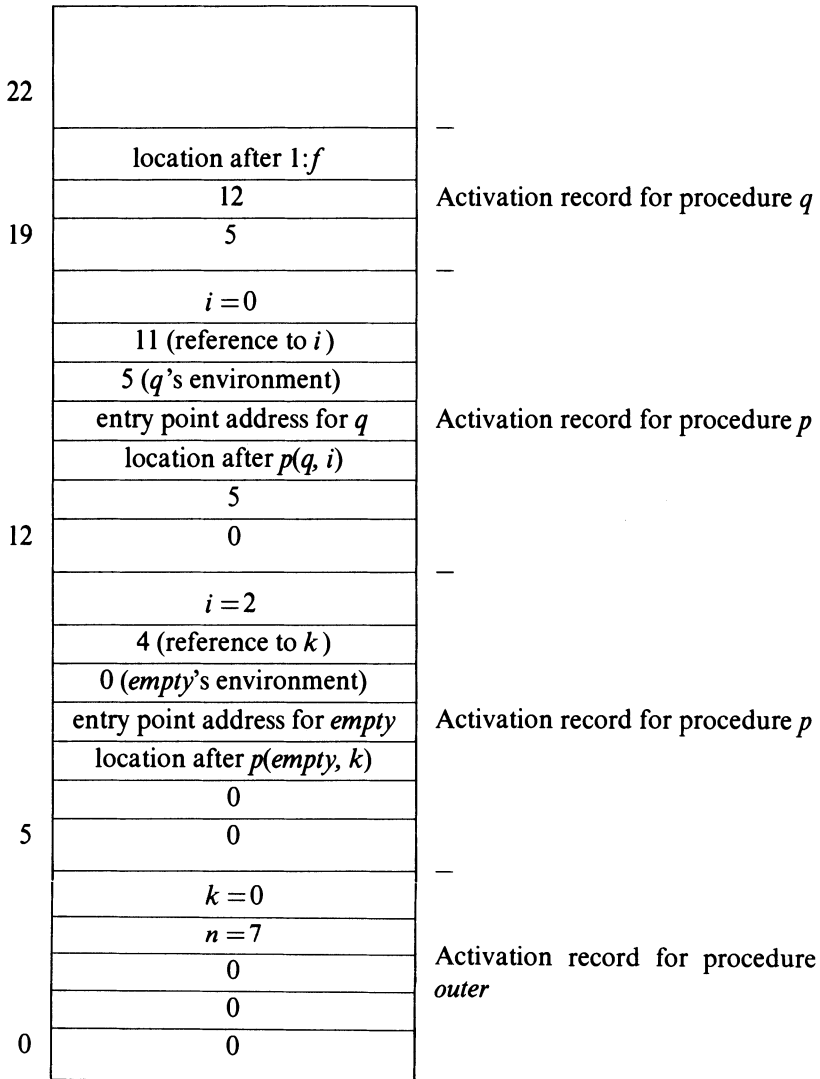 22
location after 1:f
12
Activation record for procedure q
19
5
i = 0
11 (reference to i)
5 (q's environment)
entry point address for q
Activation record for procedure p
location after p(q, i)
5
12
0
i = 2
4 (reference to k)
0 (empty's environment)
entry point address for empty
Activation record for procedure p
location after p(empty, k)
0
5
0
k = 0
n = 7
Activation record for procedure
outer
0
0
0
0